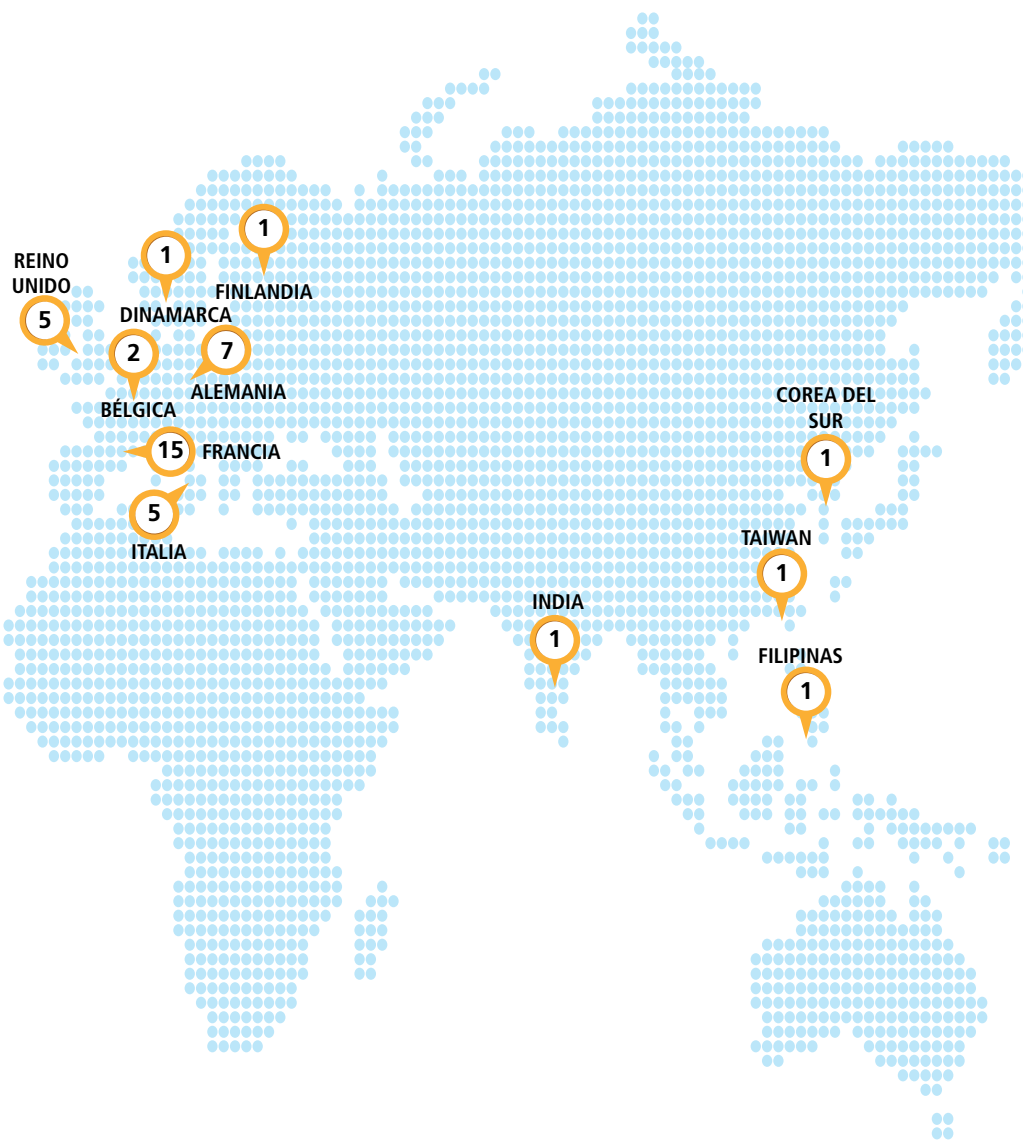 1
FINLANDIA
1
DINAMARCA
REINO
UNIDO
5
2
BÉLGICA
7
ALEMANIA
15
FRANCIA
5
ITALIA
COREA DEL
SUR
1
TAIWAN
1
INDIA
1
FILIPINAS
1